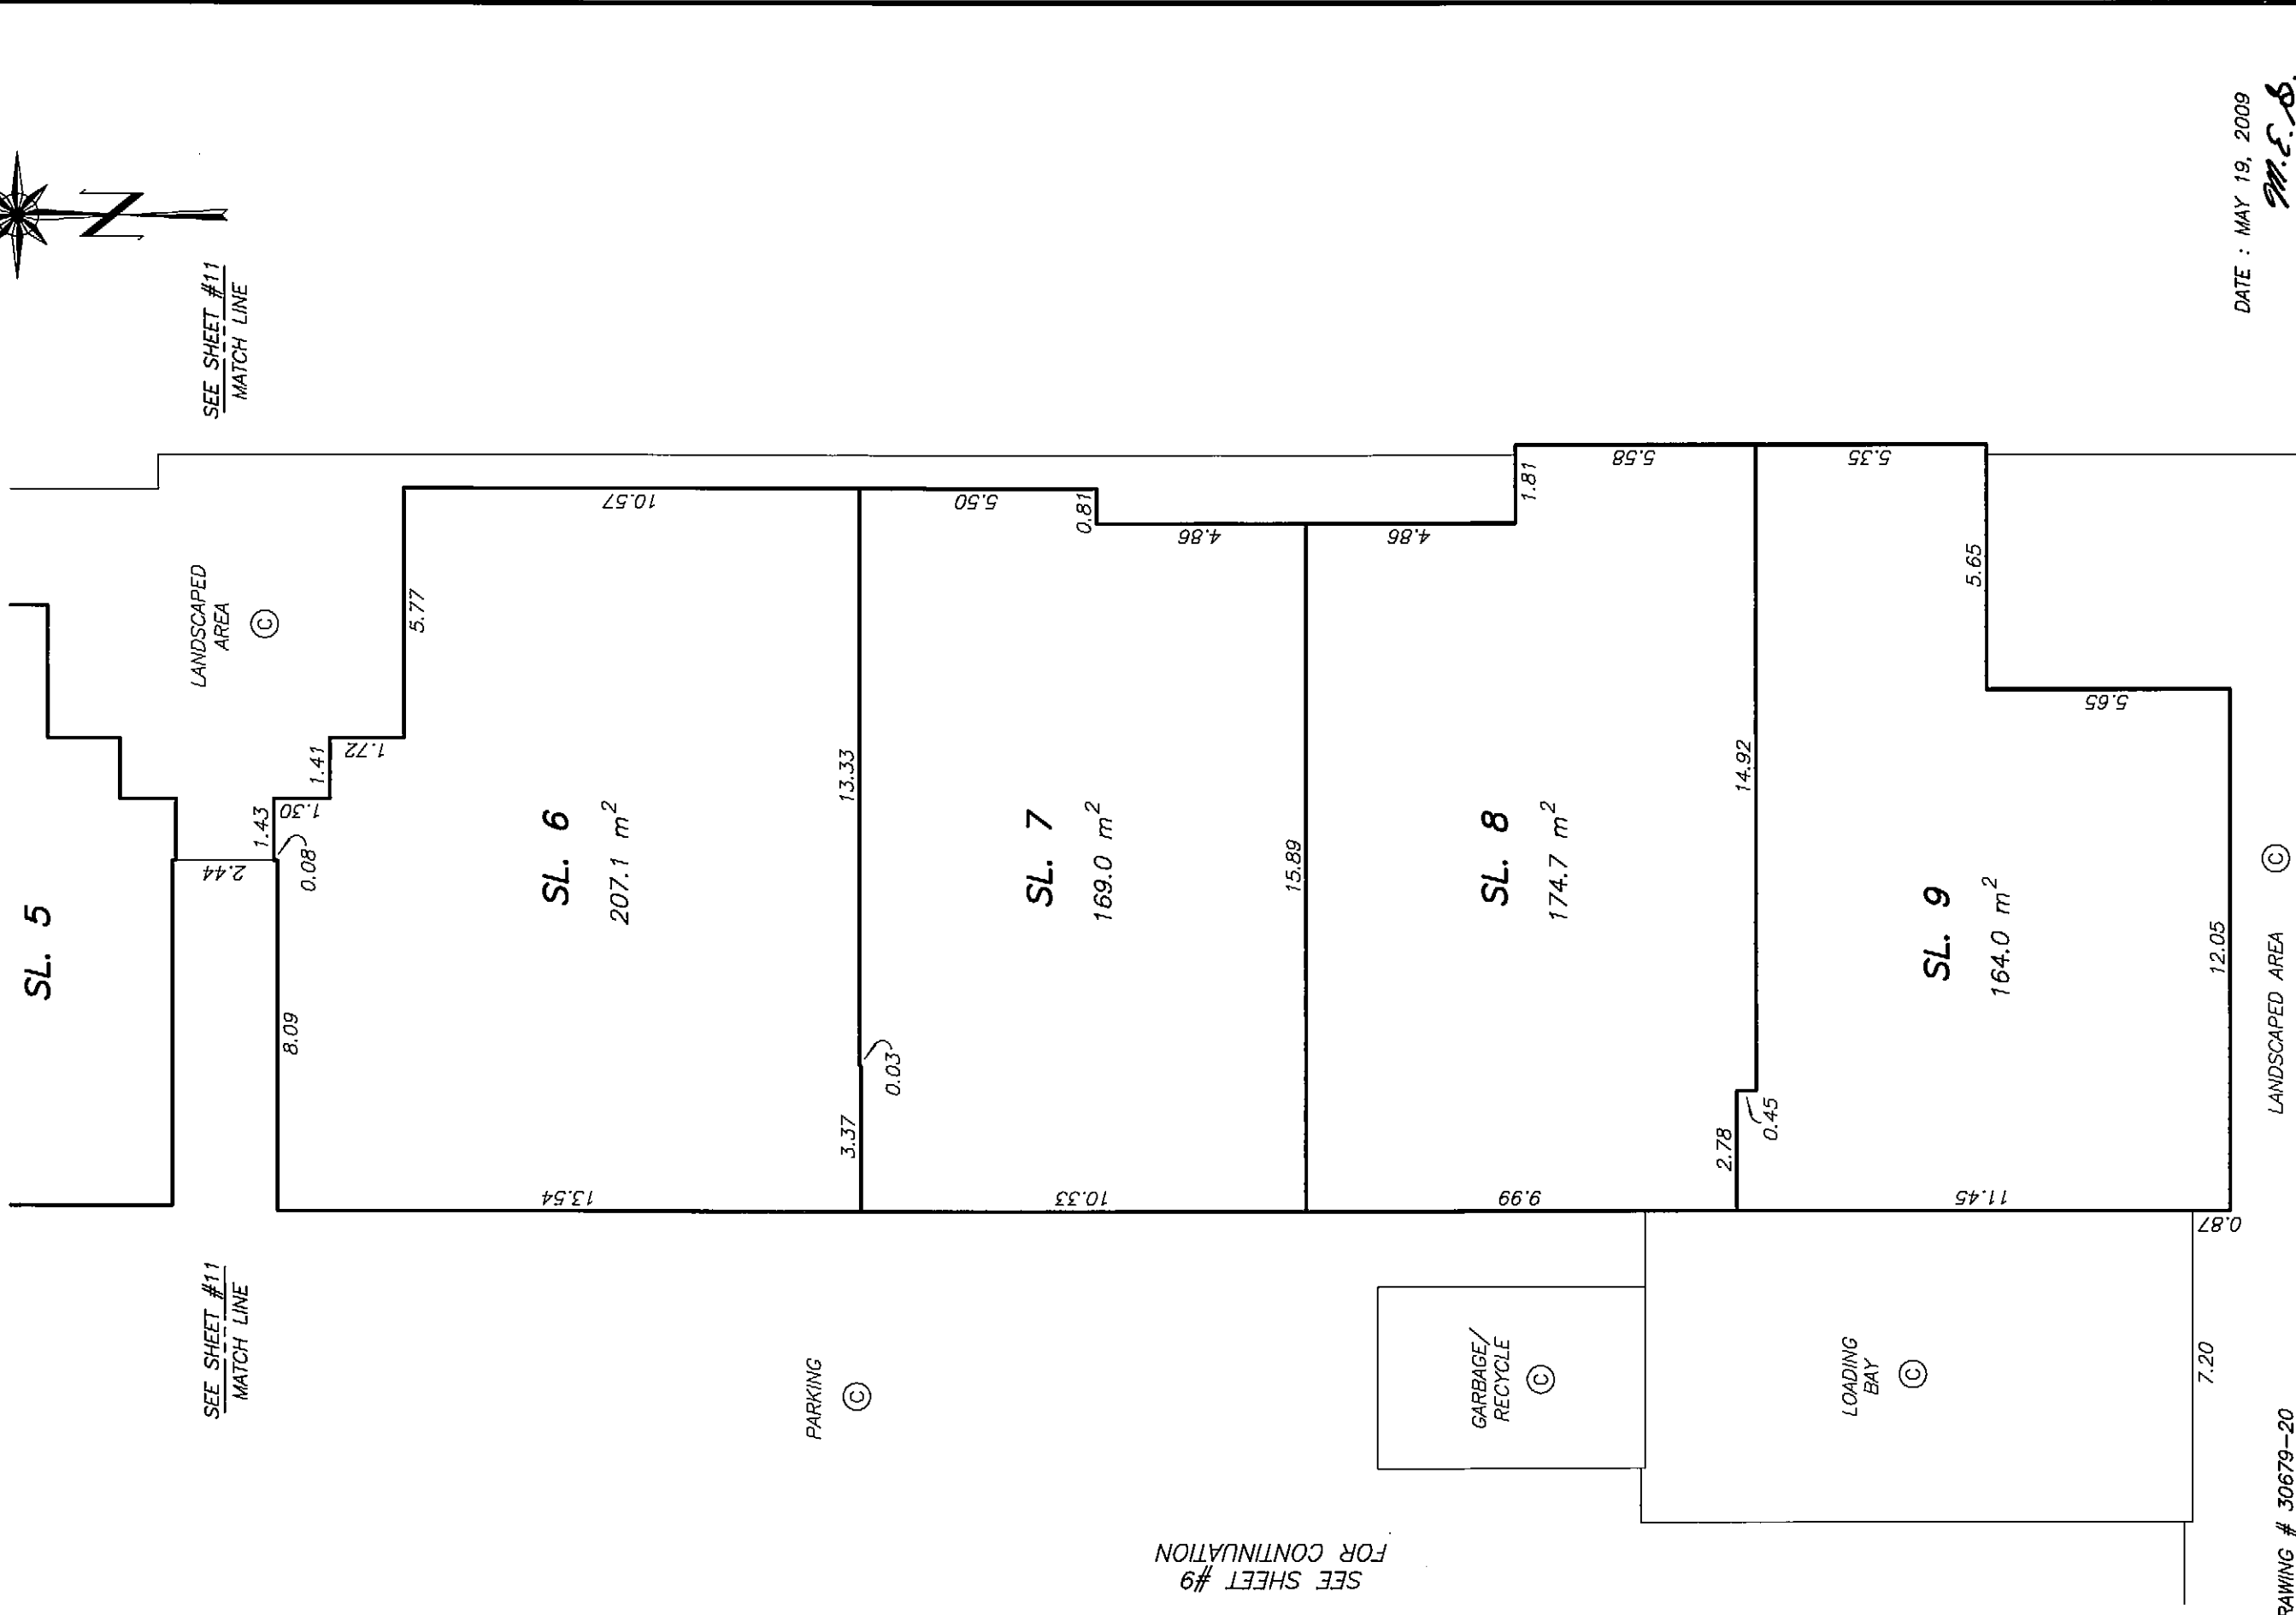 N
SEE SHEET #11
MATCH LINE
DATE : MAY 19, 2009
M.E.S.
LANDSCAPED
AREA
©
SL. 5
2.44
1.43
1.30
0.08
1.41
1.72
5.77
10.57
8.09
SL. 6
207.1 m²
13.54
13.33
3.37
0.03
5.50
0.81
4.86
SL. 7
169.0 m²
10.33
15.89
4.86
1.81
5.58
SL. 8
174.7 m²
9.99
14.92
2.78
0.45
5.35
5.65
5.65
SL. 9
164.0 m²
11.45
12.05
0.87
LANDSCAPED AREA ©
SEE SHEET #11
MATCH LINE
PARKING
©
GARBAGE/
RECYCLE
©
LOADING
BAY
©
7.20
SEE SHEET #9
FOR CONTINUATION
RAWING # 30679-20